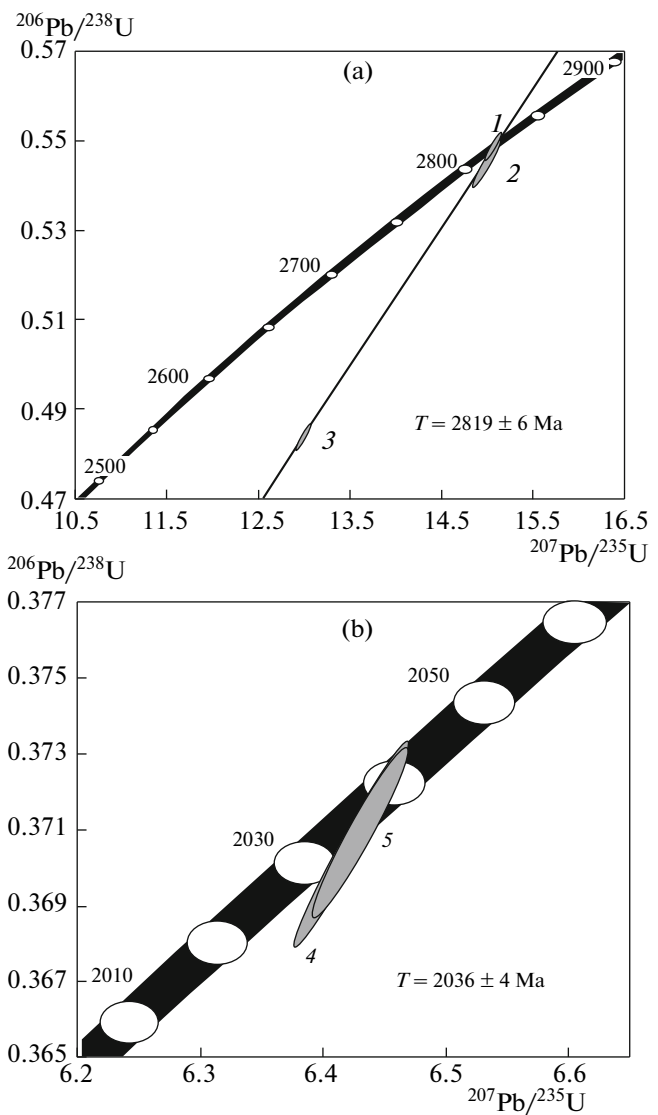 ²⁰⁶Pb/²³⁸U
0.57
(a)
2900
0.55
1
2800
2
0.53
2700
0.51
2600
0.49
3
T = 2819 ± 6 Ma
2500
0.47
10.5 11.5 12.5 13.5 14.5 15.5 16.5
²⁰⁷Pb/²³⁵U
²⁰⁶Pb/²³⁸U
0.377
(b)
0.375
2050
0.373
0.371
2030
5
0.369
4
0.367
2010
T = 2036 ± 4 Ma
0.365
6.2 6.3 6.4 6.5 6.6
²⁰⁷Pb/²³⁵U